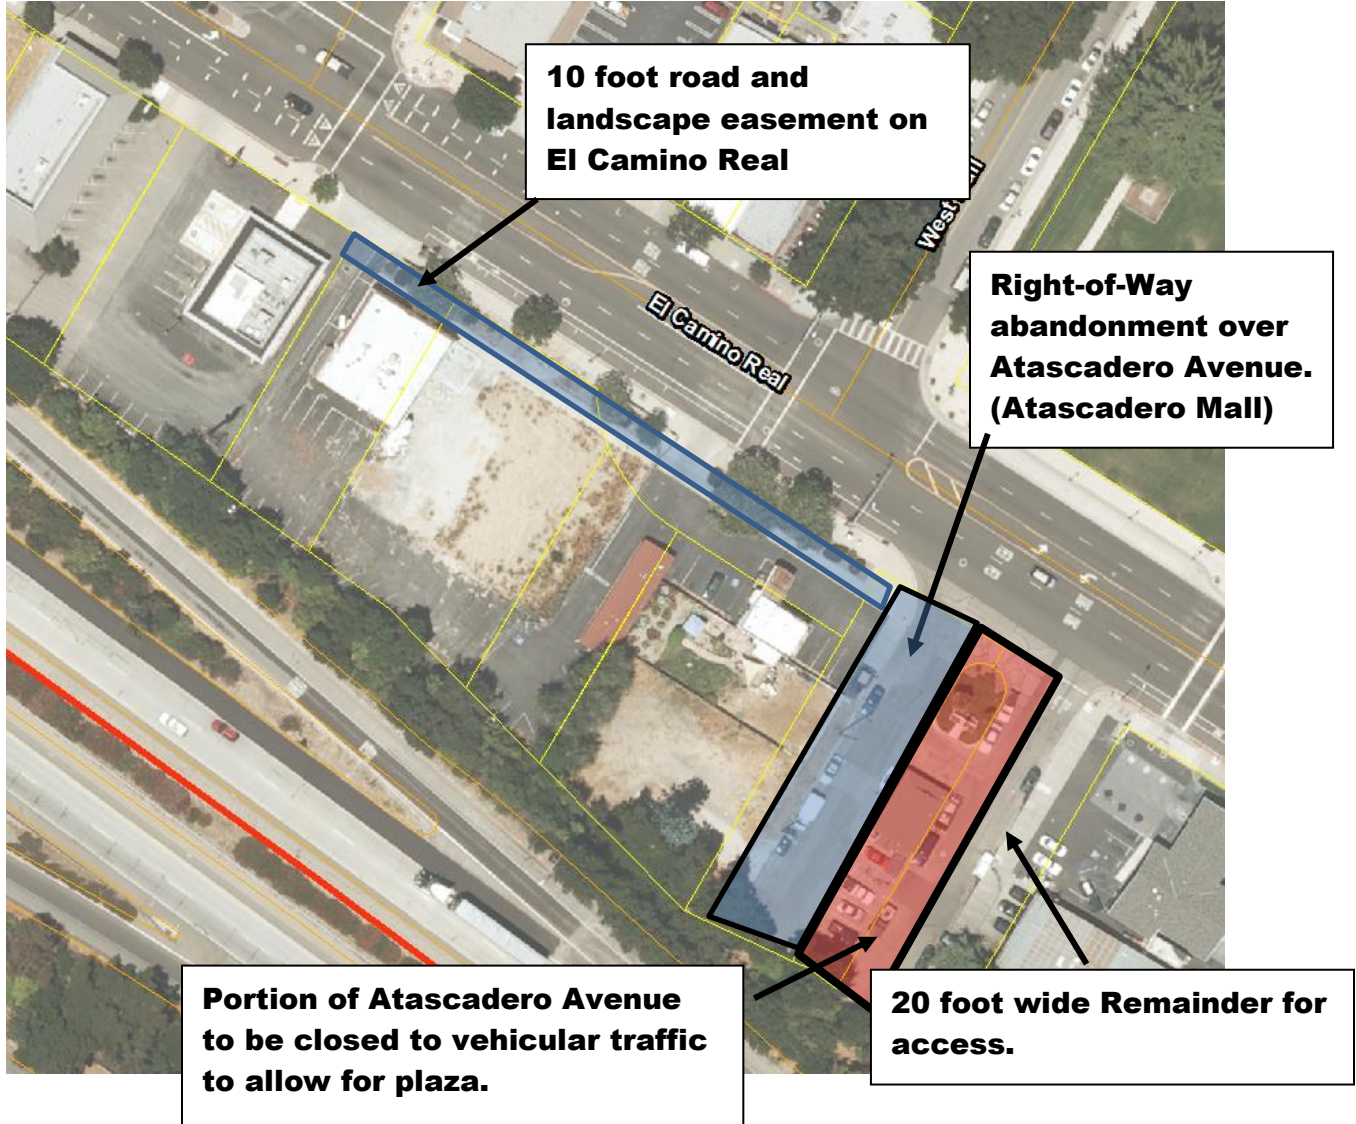 10 foot road and
landscape easement on
El Camino Real
West
El Camino Real
Right-of-Way
abandonment over
Atascadero Avenue.
(Atascadero Mall)
Portion of Atascadero Avenue
to be closed to vehicular traffic
to allow for plaza.
20 foot wide Remainder for
access.